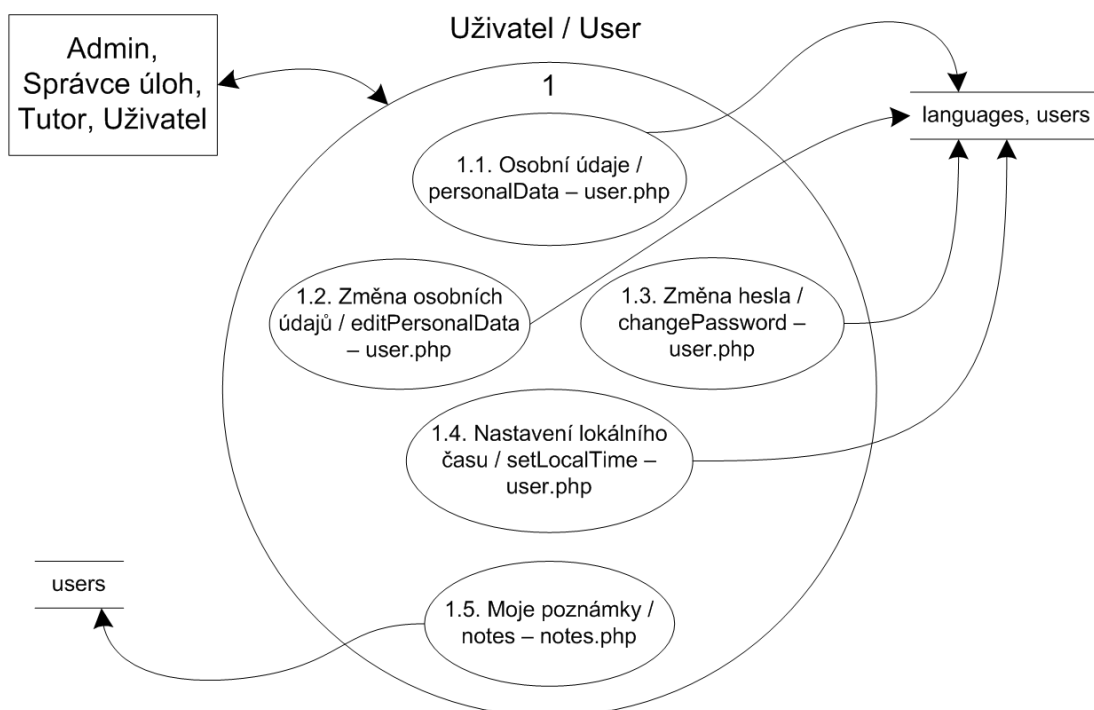 Uživatel / User
Admin,
Správce úloh,
Tutor, Uživatel
1
languages, users
1.1. Osobní údaje /
personalData – user.php
1.2. Změna osobních
údajů / editPersonalData
– user.php
1.3. Změna hesla /
changePassword –
user.php
1.4. Nastavení lokálního
času / setLocalTime –
user.php
users
1.5. Moje poznámky /
notes – notes.php